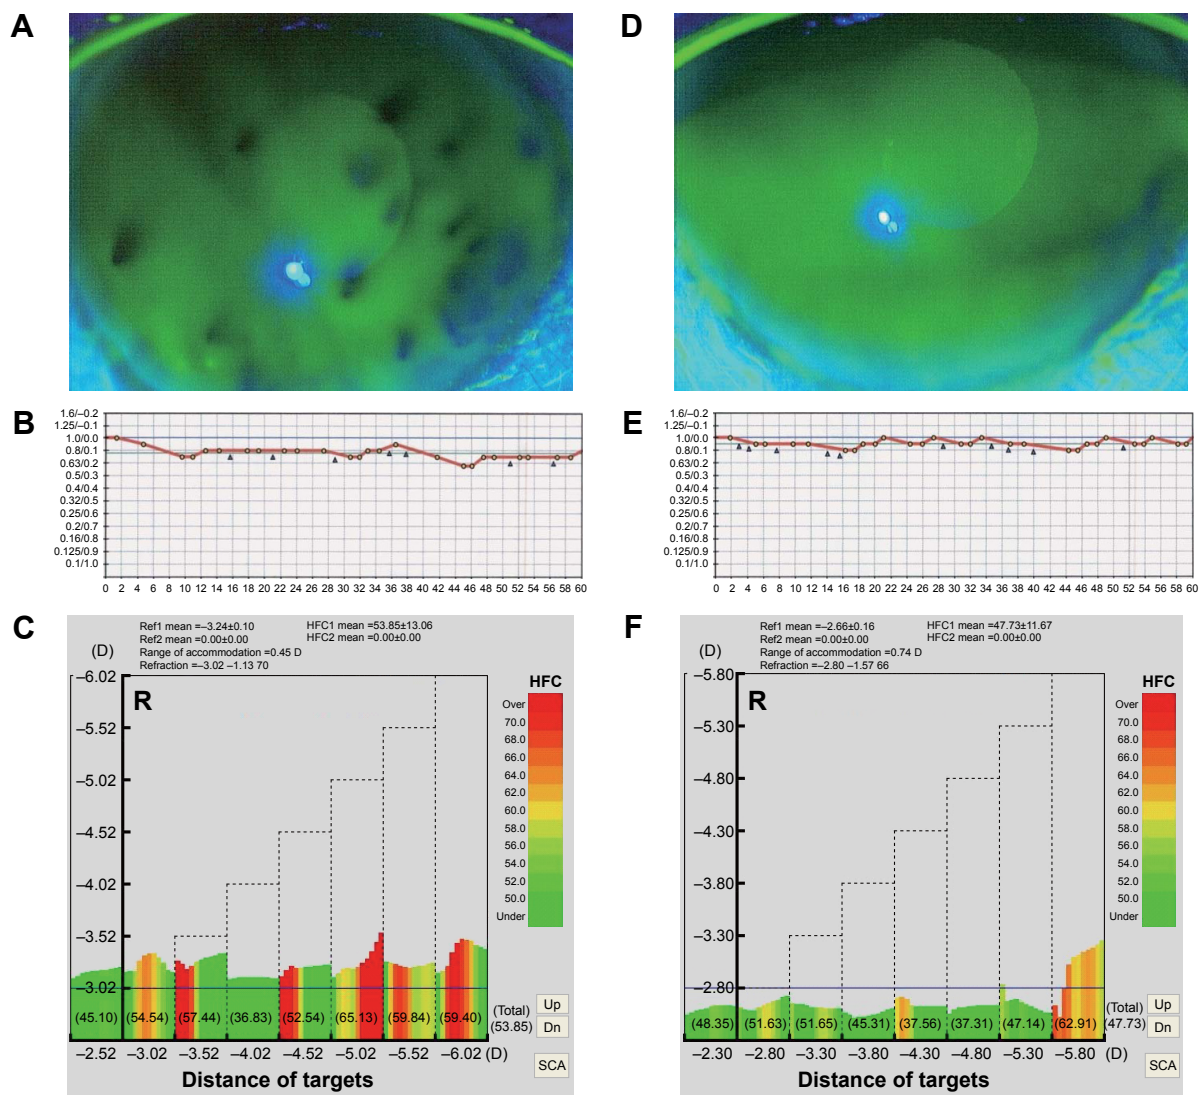 A
D
B
1.6/–0.2
1.25/–0.1
1.0/0.0
0.8/0.1
0.63/0.2
0.5/0.3
0.4/0.4
0.32/0.5
0.25/0.6
0.2/0.7
0.16/0.8
0.125/0.9
0.1/1.0
0 2 4 6 8 10 12 14 16 18 20 22 24 26 28 30 32 34 36 38 40 42 44 46 48 50 52 54 56 58 60
E
1.6/–0.2
1.25/–0.1
1.0/0.0
0.8/0.1
0.63/0.2
0.5/0.3
0.4/0.4
0.32/0.5
0.25/0.6
0.2/0.7
0.16/0.8
0.125/0.9
0.1/1.0
0 2 4 6 8 10 12 14 16 18 20 22 24 26 28 30 32 34 36 38 40 42 44 46 48 50 52 54 56 58 60
C
Ref1 mean =–3.24±0.10 HFC1 mean =53.85±13.06
Ref2 mean =0.00±0.00 HFC2 mean =0.00±0.00
Range of accommodation =0.45 D
Refraction =–3.02 –1.13 70
(D)
R
–6.02
–5.52
–5.02
–4.52
–4.02
–3.52
–3.02
HFC
Over
70.0
68.0
66.0
64.0
62.0
60.0
58.0
56.0
54.0
52.0
50.0
Under
(45.10) (54.54) (57.44) (36.83) (52.54) (65.13) (59.84) (59.40)
(Total)
(53.85)
Up
Dn
SCA
–2.52 –3.02 –3.52 –4.02 –4.52 –5.02 –5.52 –6.02 (D)
Distance of targets
F
Ref1 mean =–2.66±0.16 HFC1 mean =47.73±11.67
Ref2 mean =0.00±0.00 HFC2 mean =0.00±0.00
Range of accommodation =0.74 D
Refraction =–2.80 –1.57 66
(D)
R
–5.80
–5.30
–4.80
–4.30
–3.80
–3.30
–2.80
HFC
Over
70.0
68.0
66.0
64.0
62.0
60.0
58.0
56.0
54.0
52.0
50.0
Under
(48.35) (51.63) (51.65) (45.31) (37.56) (37.31) (47.14) (62.91)
(Total)
(47.73)
Up
Dn
SCA
–2.30 –2.80 –3.30 –3.80 –4.30 –4.80 –5.30 –5.80 (D)
Distance of targets